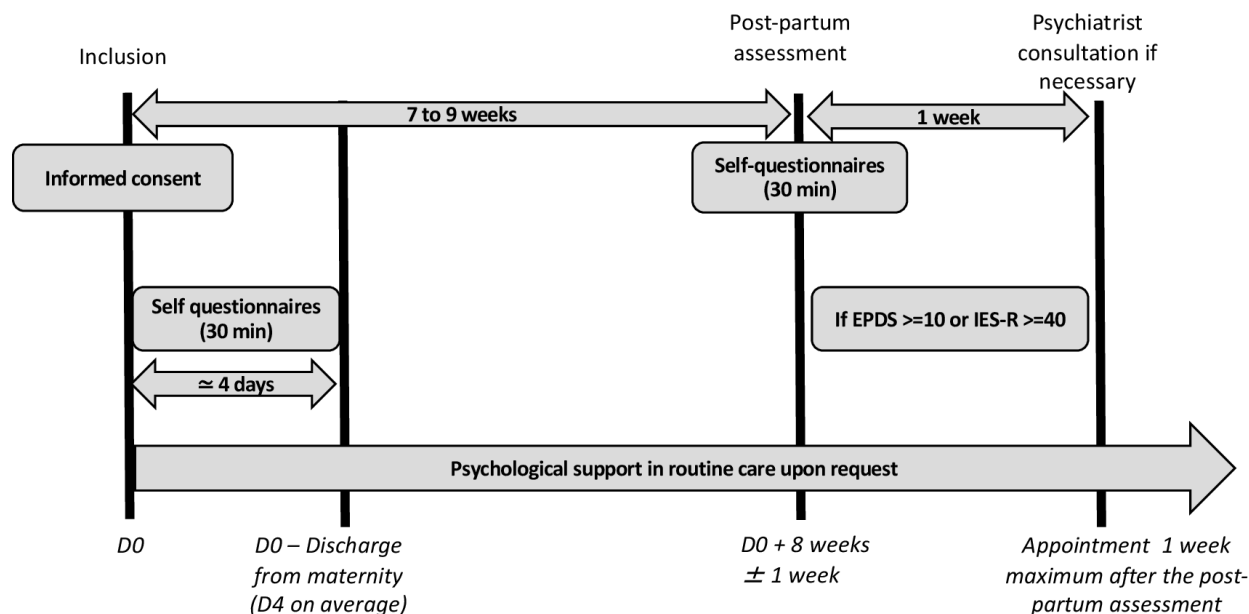 Inclusion
Post-partum
assessment
Psychiatrist
consultation if
necessary
7 to 9 weeks
1 week
Informed consent
Self-questionnaires
(30 min)
Self questionnaires
(30 min)
If EPDS >=10 or IES-R >=40
≃ 4 days
Psychological support in routine care upon request
D0
D0 – Discharge
from maternity
(D4 on average)
D0 + 8 weeks
± 1 week
Appointment 1 week
maximum after the post-
partum assessment